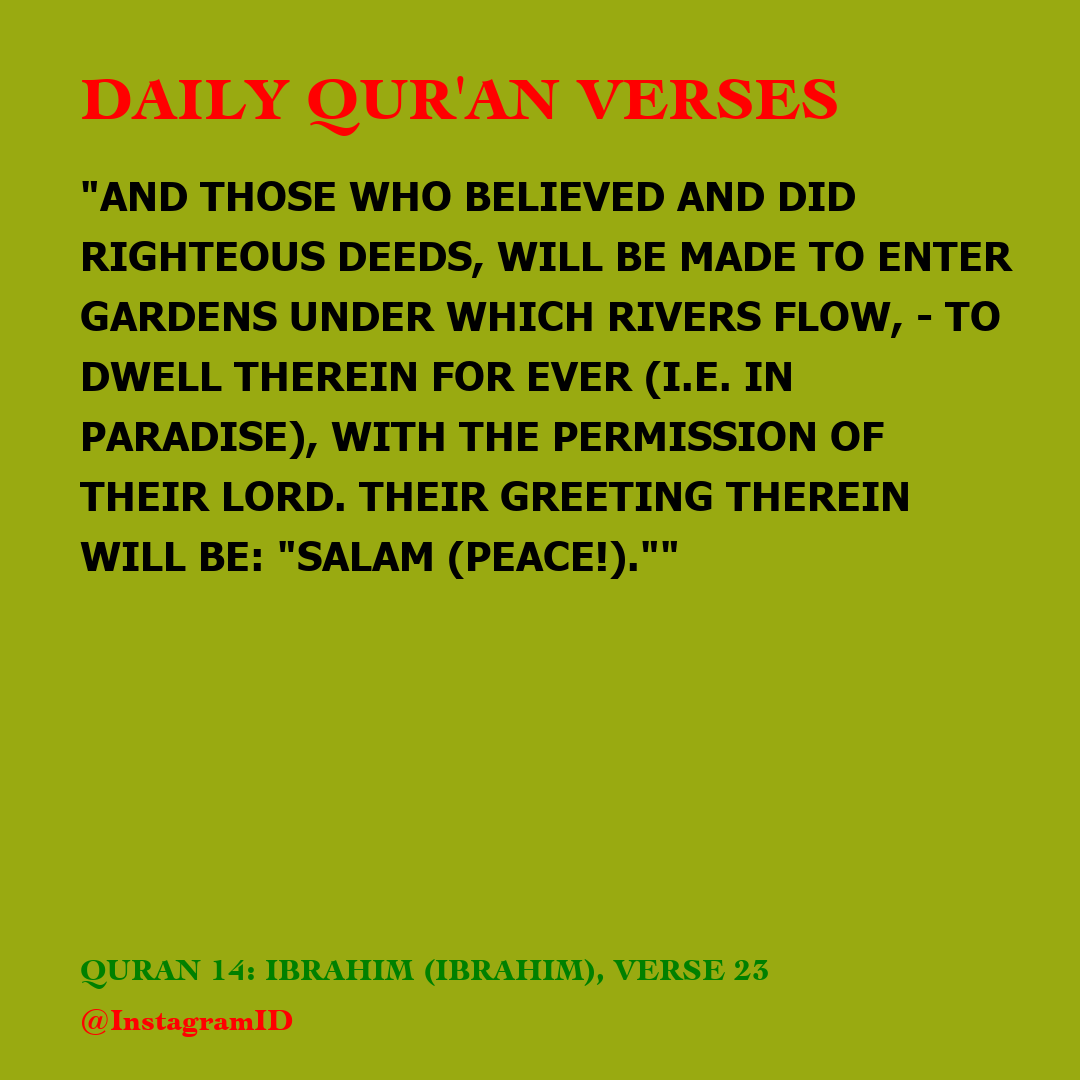 DAILY QUR'AN VERSES
"AND THOSE WHO BELIEVED AND DID
RIGHTEOUS DEEDS, WILL BE MADE TO ENTER
GARDENS UNDER WHICH RIVERS FLOW, - TO
DWELL THEREIN FOR EVER (I.E. IN
PARADISE), WITH THE PERMISSION OF
THEIR LORD. THEIR GREETING THEREIN
WILL BE: "SALAM (PEACE!).""
QURAN 14: IBRAHIM (IBRAHIM), VERSE 23
@InstagramID